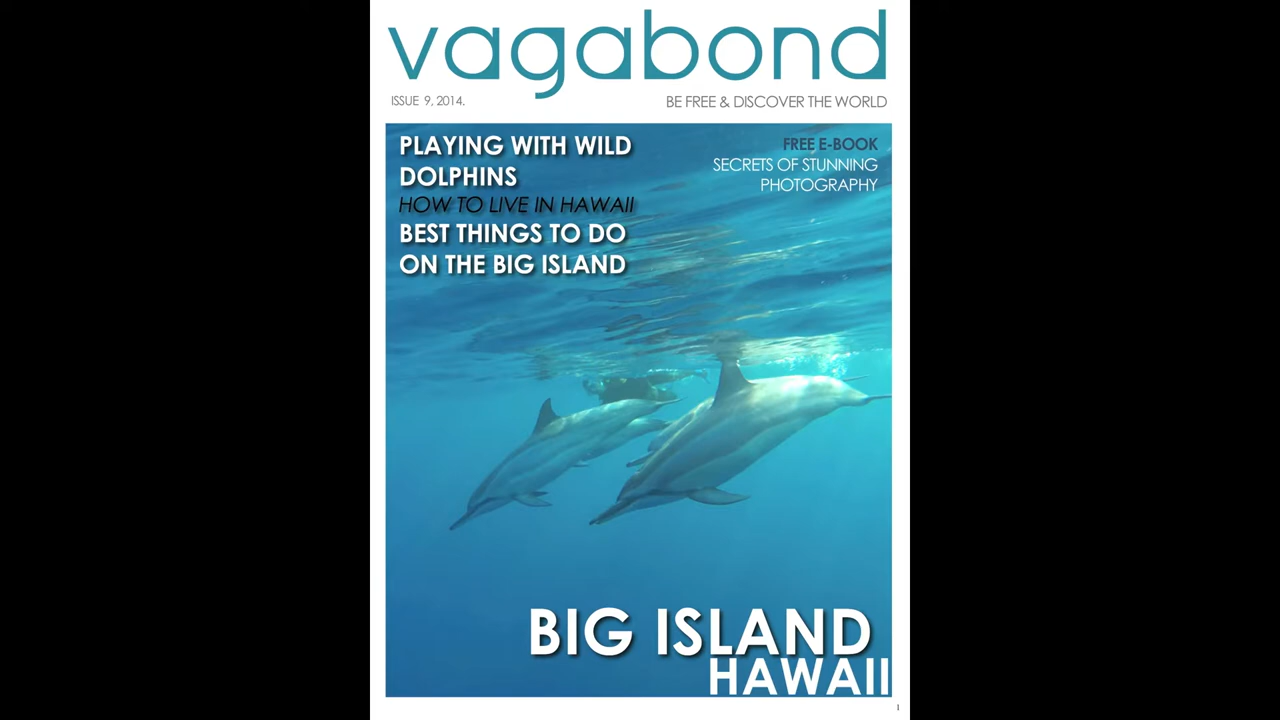 vagabond
ISSUE 9, 2014.
BE FREE & DISCOVER THE WORLD
PLAYING WITH WILD
DOLPHINS
HOW TO LIVE IN HAWAII
BEST THINGS TO DO
ON THE BIG ISLAND
FREE E-BOOK
SECRETS OF STUNNING
PHOTOGRAPHY
BIG ISLAND
HAWAII
1